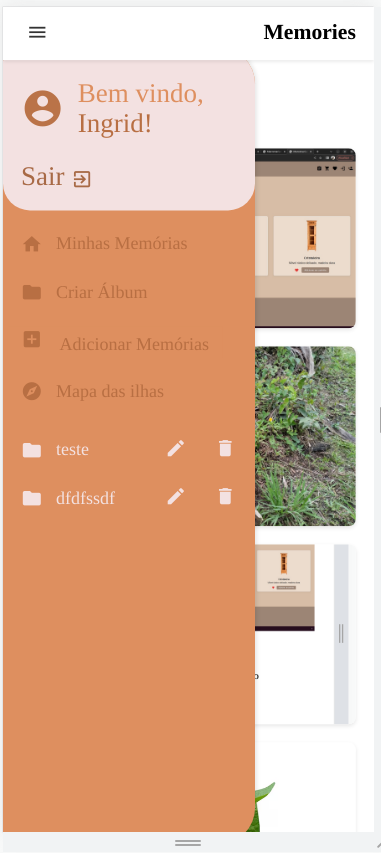 Memories
Bem vindo,
Ingrid!
Sair
Minhas Memórias
Criar Álbum
Adicionar Memórias
Mapa das ilhas
teste
dfdfssdf